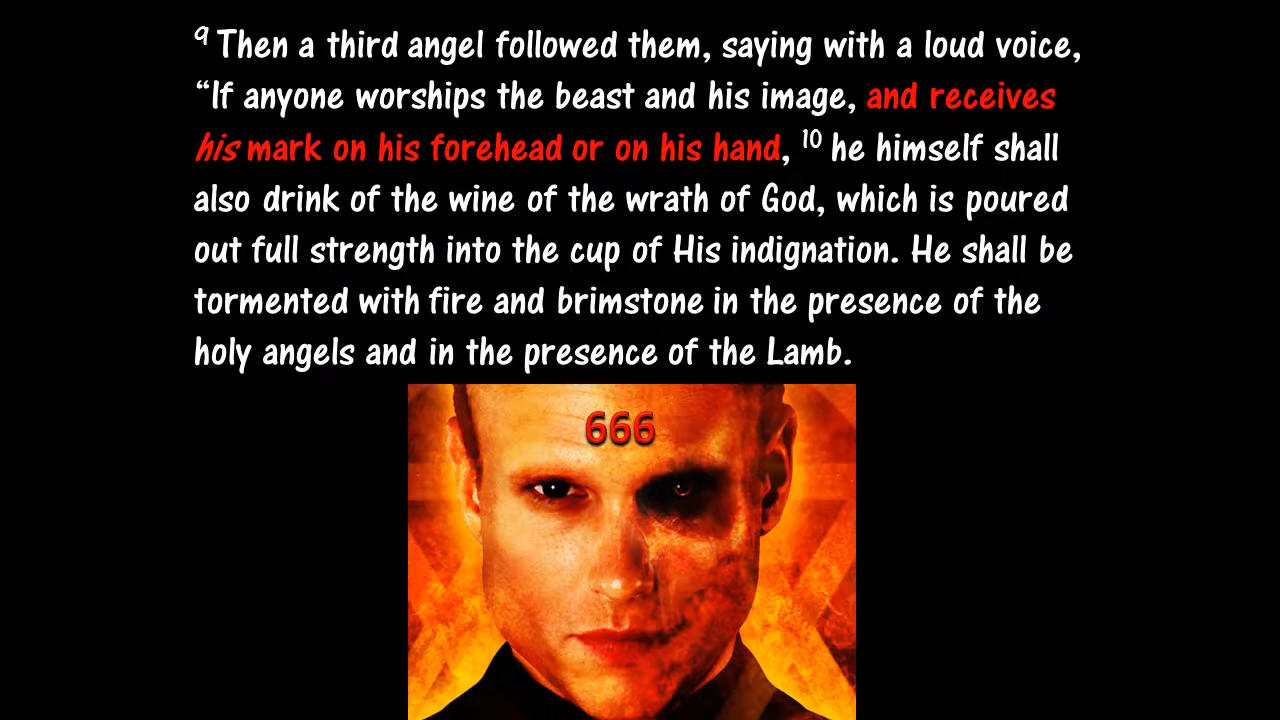 9 Then a third angel followed them, saying with a loud voice,
“If anyone worships the beast and his image, and receives
his mark on his forehead or on his hand, 10 he himself shall
also drink of the wine of the wrath of God, which is poured
out full strength into the cup of His indignation. He shall be
tormented with fire and brimstone in the presence of the
holy angels and in the presence of the Lamb.
666